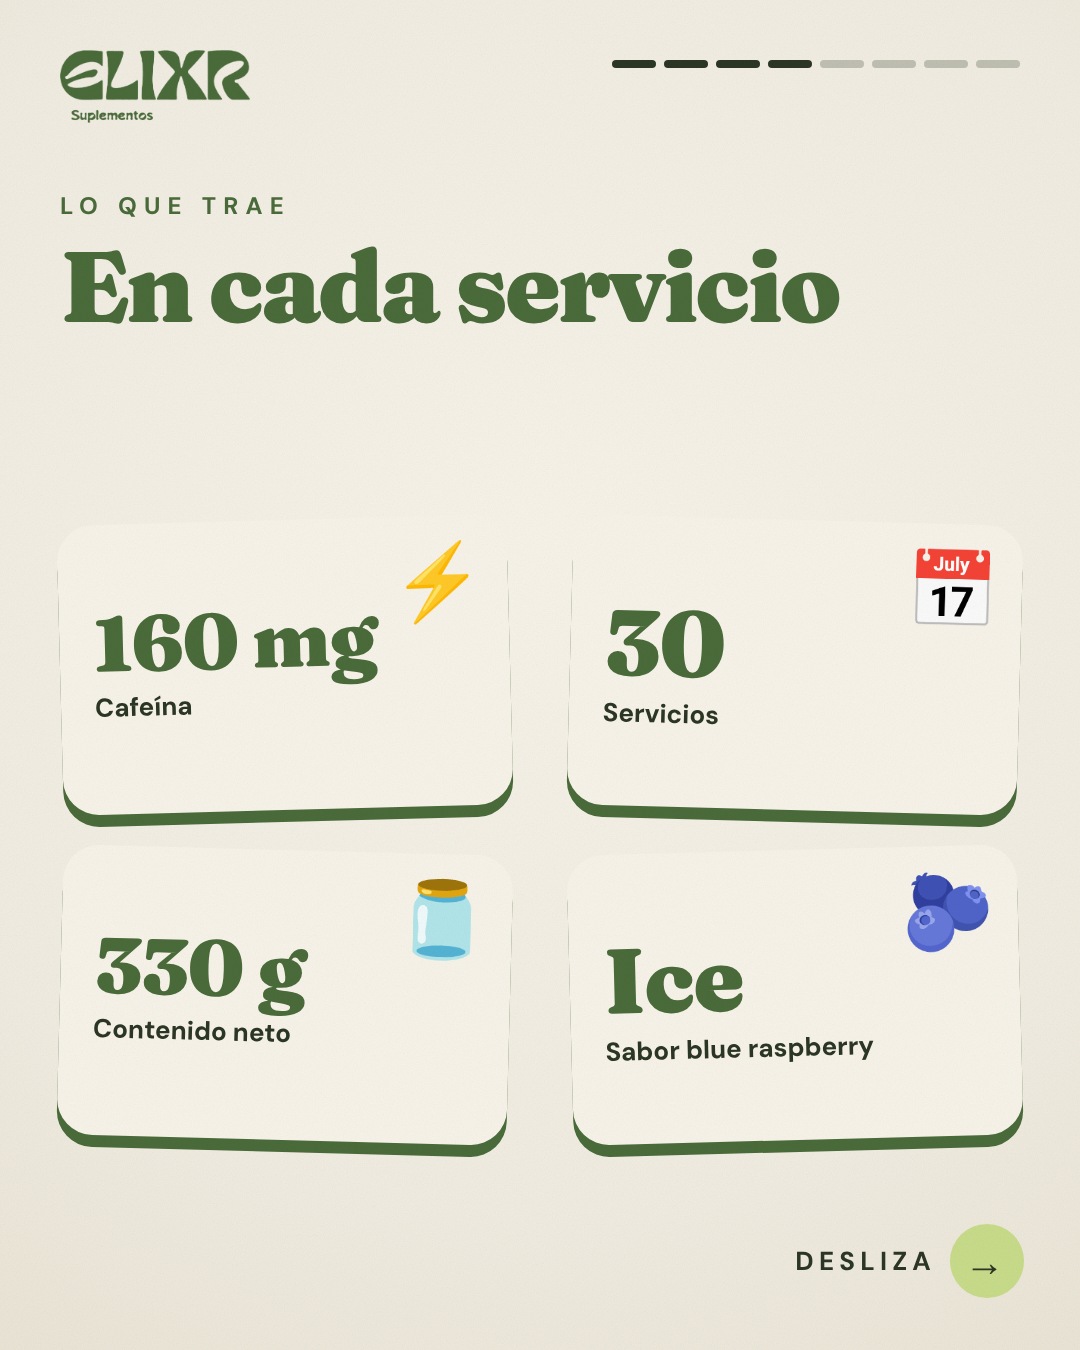 ELIXR
Suplementos
LO QUE TRAE
En cada servicio
160 mg
Cafeína
July
17
30
Servicios
330 g
Contenido neto
Ice
Sabor blue raspberry
DESLIZA →